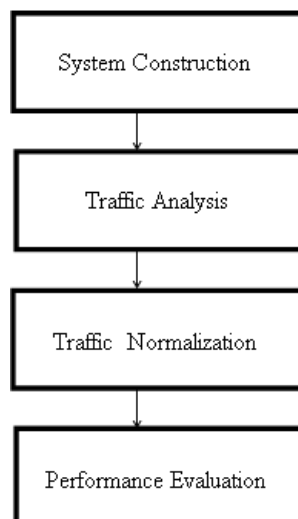 System Construction
Traffic Analysis
Traffic Normalization
Performance Evaluation